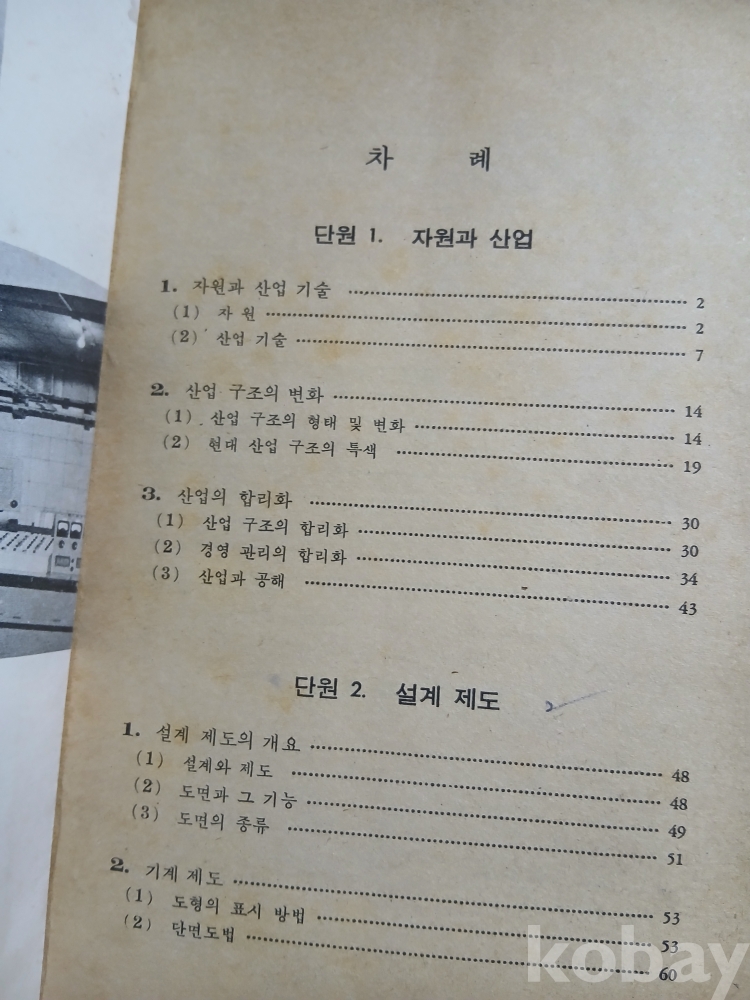 차 례
단원 1. 자원과 산업
1. 자원과 산업 기술 2
(1) 자 원 2
(2) 산업 기술 7
2. 산업 구조의 변화 14
(1) 산업 구조의 형태 및 변화 14
(2) 현대 산업 구조의 특색 19
3. 산업의 합리화 30
(1) 산업 구조의 합리화 30
(2) 경영 관리의 합리화 34
(3) 산업과 공해 43
단원 2. 설계 제도
1. 설계 제도의 개요 48
(1) 설계와 제도 48
(2) 도면과 그 기능 49
(3) 도면의 종류 51
2. 기계 제도 53
(1) 도형의 표시 방법 53
(2) 단면도법 60
kobay